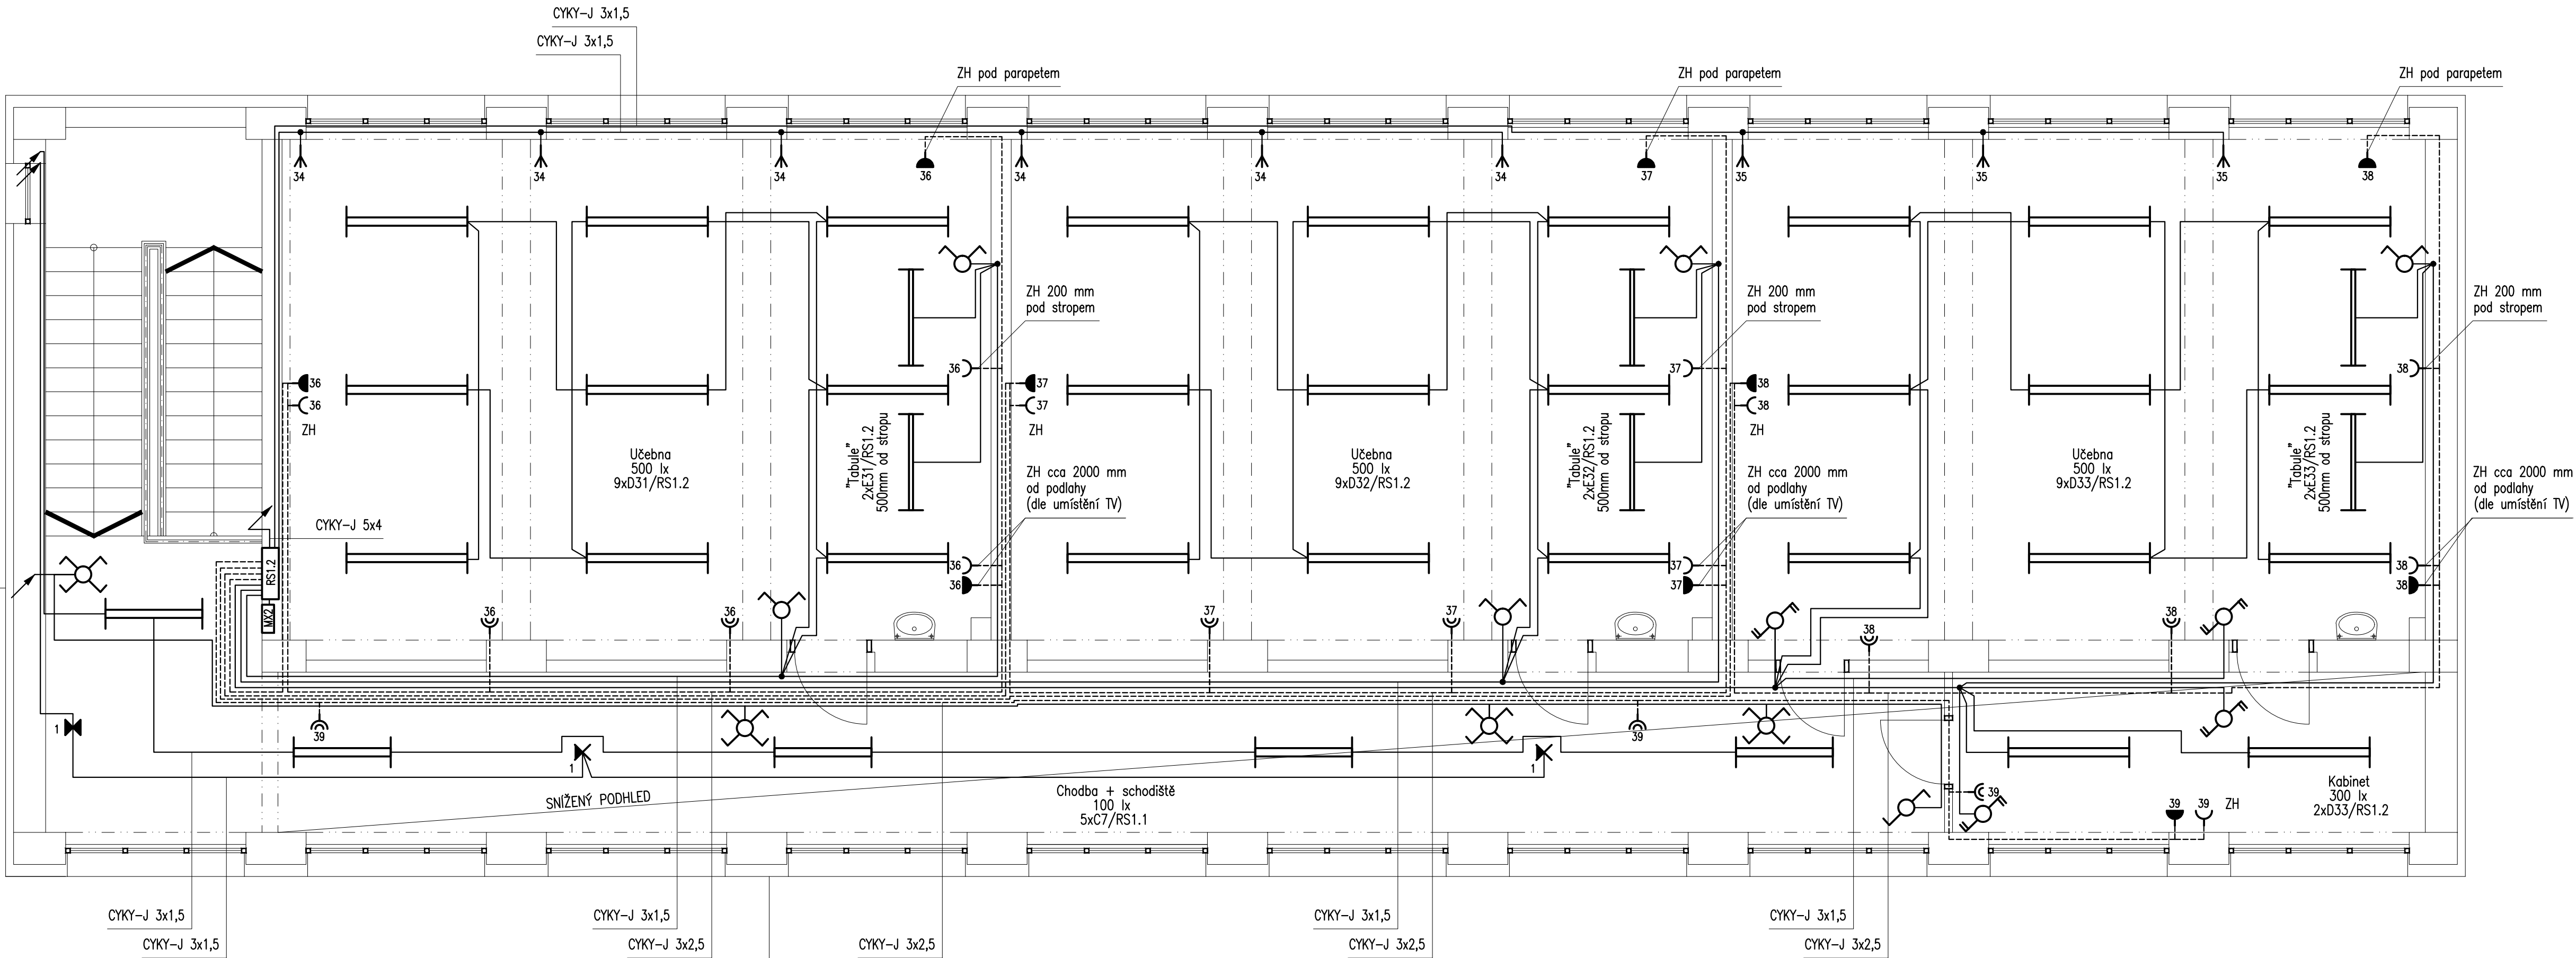 CYKY-J 3x1,5
CYKY-J 3x1,5
ZH pod parapetem
ZH pod parapetem
ZH pod parapetem
34
34
34
36
34
34
34
37
35
35
35
38
ZH 200 mm
pod stropem
ZH 200 mm
pod stropem
ZH 200 mm
pod stropem
36
37
38
36
36
ZH
37
37
ZH
38
38
ZH
Učebna
500 lx
9xD31/RS1.2
"Tabule"
2xE31/RS1.2
500mm od stropu
Učebna
500 lx
9xD32/RS1.2
"Tabule"
2xE32/RS1.2
500mm od stropu
Učebna
500 lx
9xD33/RS1.2
"Tabule"
2xE33/RS1.2
500mm od stropu
ZH cca 2000 mm
od podlahy
(dle umístění TV)
ZH cca 2000 mm
od podlahy
(dle umístění TV)
ZH cca 2000 mm
od podlahy
(dle umístění TV)
CYKY-J 5x4
RS1.2
MX2
36
36
37
37
38
38
36
36
37
37
38
38
1
39
1
39
1
39
39
39
ZH
SNÍŽENÝ PODHLED
Chodba + schodiště
100 lx
5xC7/RS1.1
Kabinet
300 lx
2xD33/RS1.2
CYKY-J 3x1,5
CYKY-J 3x1,5
CYKY-J 3x1,5
CYKY-J 3x1,5
CYKY-J 3x1,5
CYKY-J 3x2,5
CYKY-J 3x2,5
CYKY-J 3x2,5
CYKY-J 3x2,5